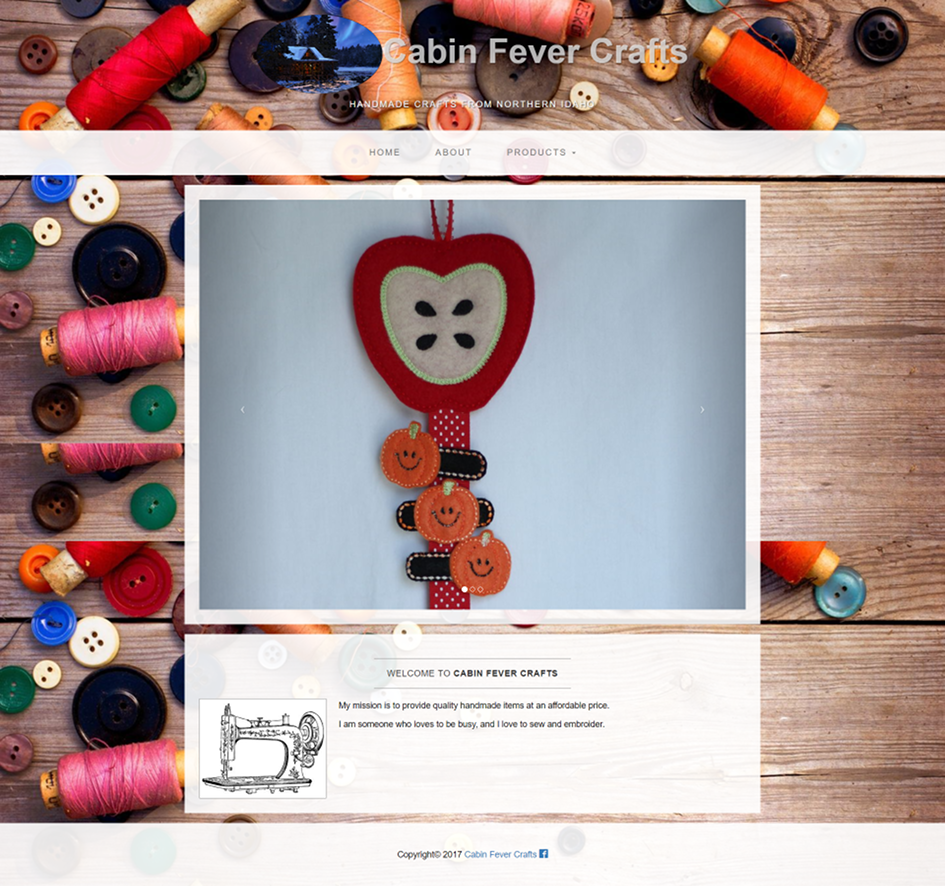 Cabin Fever Crafts
HANDMADE CRAFTS FROM NORTHERN IDAHO
HOME ABOUT PRODUCTS
WELCOME TO CABIN FEVER CRAFTS
My mission is to provide quality handmade items at an affordable price.
I am someone who loves to be busy, and I love to sew and embroider.
Copyright© 2017 Cabin Fever Crafts